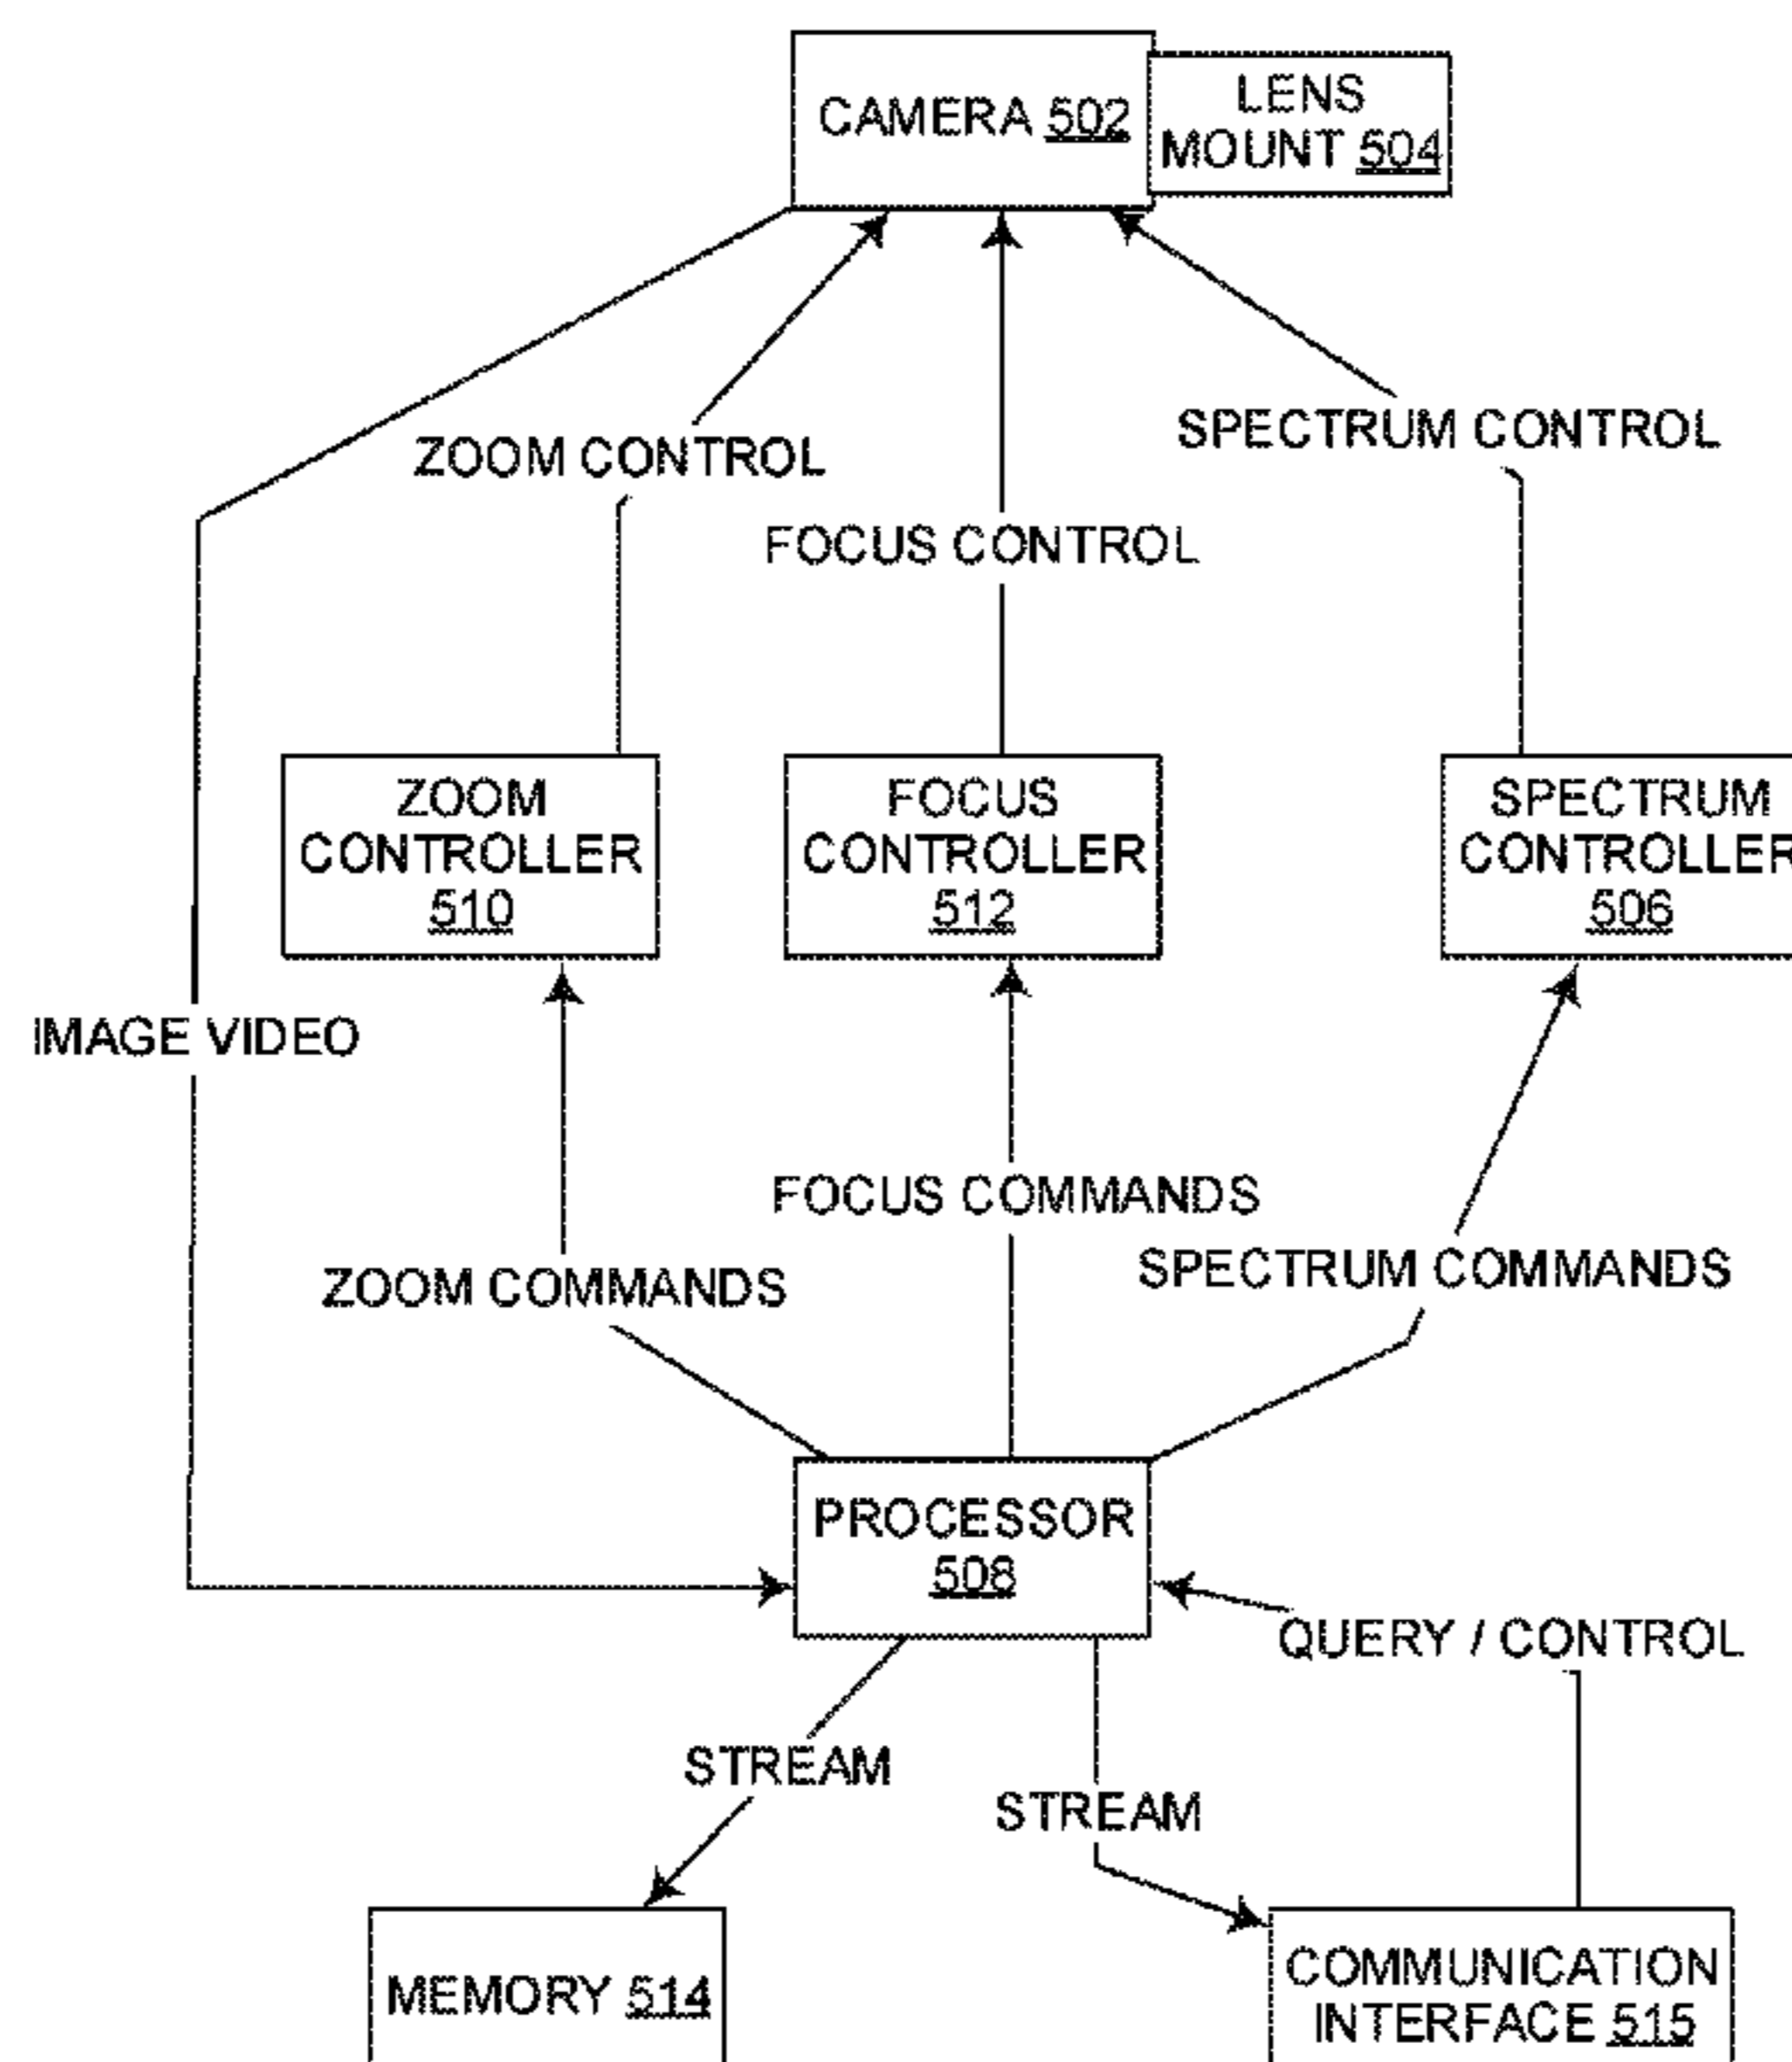 CAMERA 502
LENS
MOUNT 504
ZOOM CONTROL
SPECTRUM CONTROL
FOCUS CONTROL
ZOOM
CONTROLLER
510
FOCUS
CONTROLLER
512
SPECTRUM
CONTROLLER
506
IMAGE VIDEO
FOCUS COMMANDS
ZOOM COMMANDS
SPECTRUM COMMANDS
PROCESSOR
508
QUERY / CONTROL
STREAM
STREAM
MEMORY 514
COMMUNICATION
INTERFACE 515